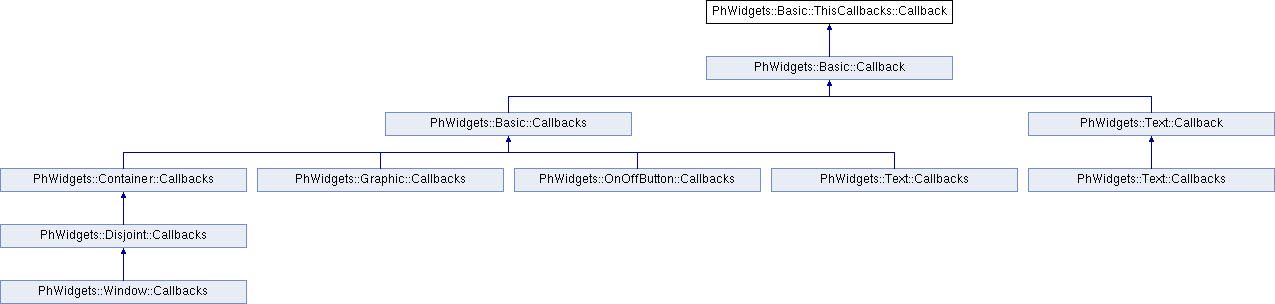 PhWidgets::Basic::ThisCallbacks::Callback
PhWidgets::Basic::Callback
PhWidgets::Basic::Callbacks
PhWidgets::Text::Callback
PhWidgets::Container::Callbacks
PhWidgets::Graphic::Callbacks
PhWidgets::OnOffButton::Callbacks
PhWidgets::Text::Callbacks
PhWidgets::Text::Callbacks
PhWidgets::Disjoint::Callbacks
PhWidgets::Window::Callbacks